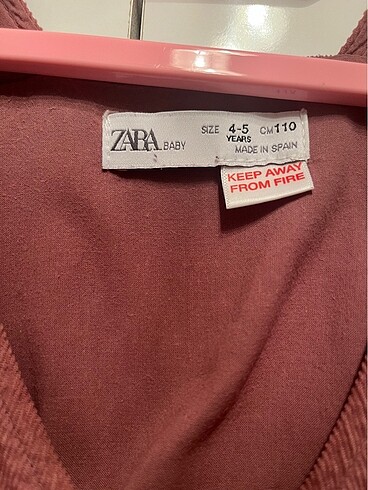 ZARA BABY SIZE 4-5 CM 110
YEARS
MADE IN SPAIN
KEEP AWAY
FROM FIRE